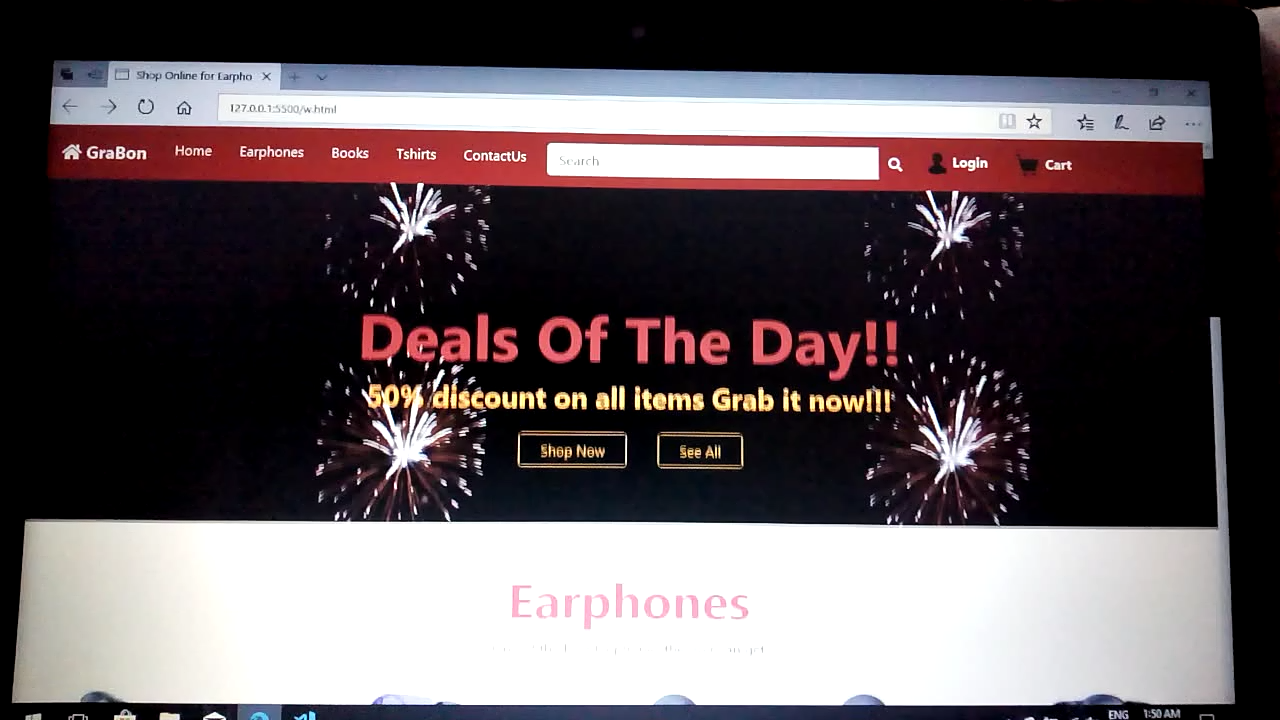 Shop Online for Earpho
127.0.0.1:5500/w.html
GraBon Home Earphones Books Tshirts ContactUs Search Login Cart
Deals Of The Day!!
50% discount on all items Grab it now!!!
Shop Now See All
Earphones
ENG 1:50 AM